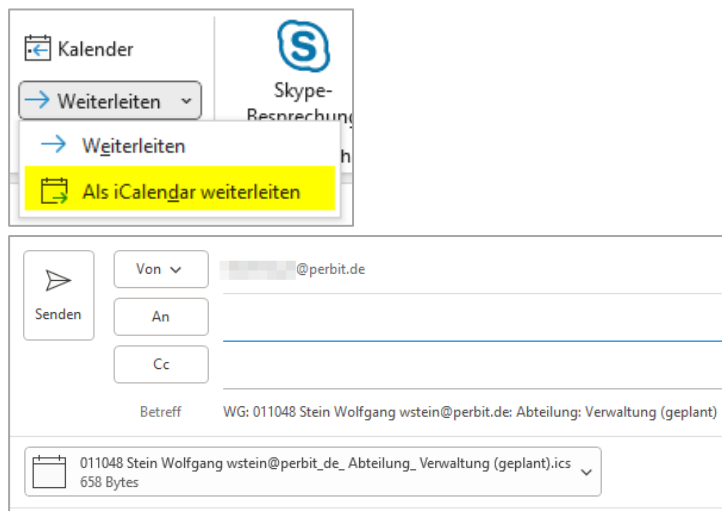 Kalender
Weiterleiten
Skype-
Besprechung
Weiterleiten
h
Als iCalendar weiterleiten
Von
@perbit.de
Senden
An
Cc
Betreff
WG: 011048 Stein Wolfgang wstein@perbit.de: Abteilung: Verwaltung (geplant)
011048 Stein Wolfgang wstein@perbit_de_ Abteilung_ Verwaltung (geplant).ics
658 Bytes